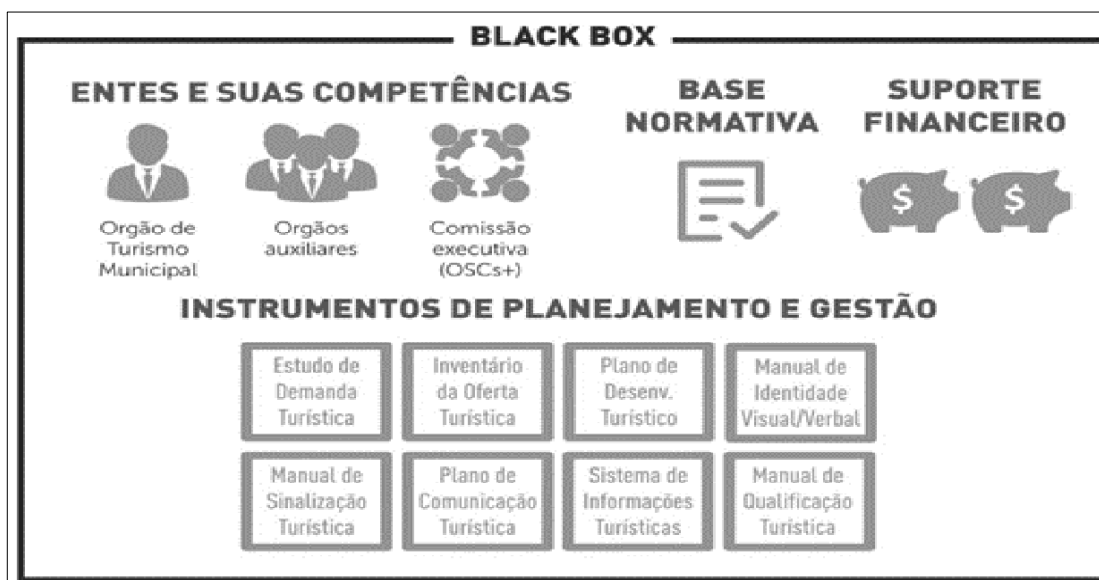 BLACK BOX
ENTES E SUAS COMPETÊNCIAS
Orgão de
Turismo
Municipal
Orgãos
auxiliares
Comissão
executiva
(OSCs+)
BASE
NORMATIVA
SUPORTE
FINANCEIRO
$ $
INSTRUMENTOS DE PLANEJAMENTO E GESTÃO
Estudo de
Demanda
Turística
Inventário
da Oferta
Turística
Plano de
Desenv.
Turístico
Manual de
Identidade
Visual/Verbal
Manual de
Sinalização
Turística
Plano de
Comunicação
Turística
Sistema de
Informações
Turísticas
Manual de
Qualificação
Turística